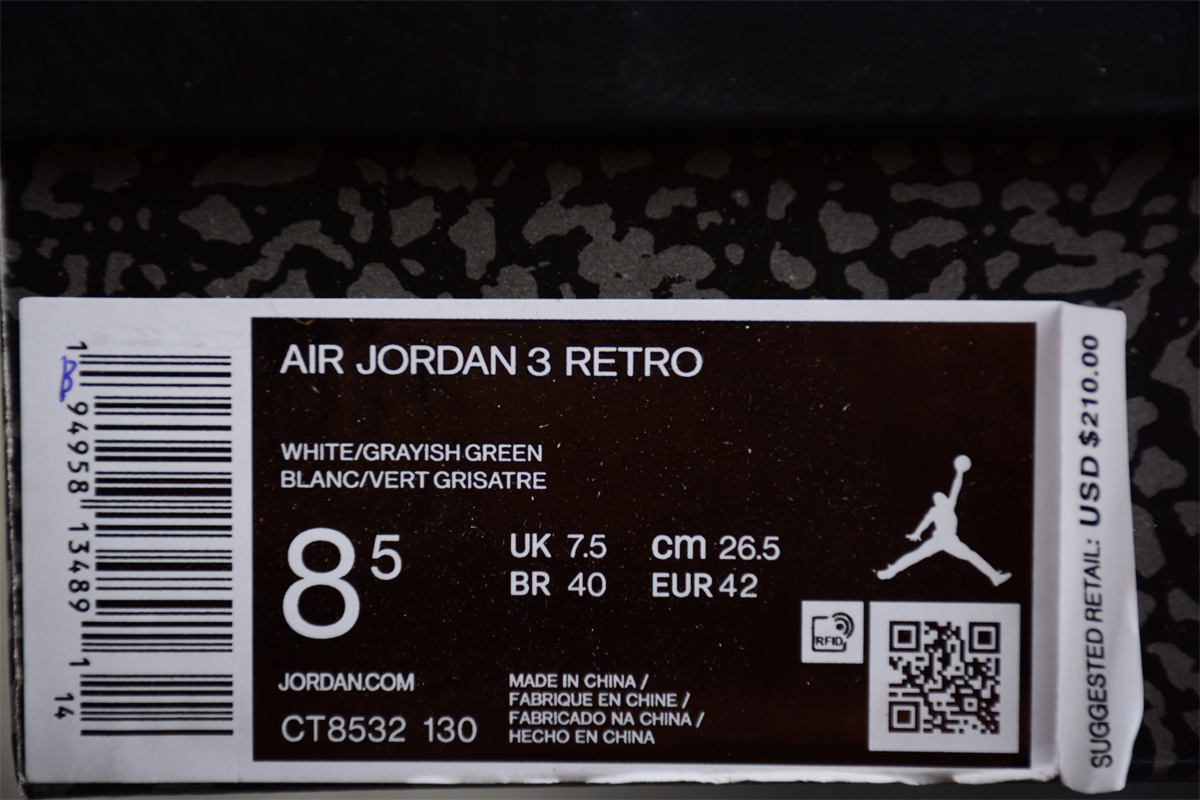 AIR JORDAN 3 RETRO
WHITE/GRAYISH GREEN
BLANC/VERT GRISATRE
8 5
UK 7.5 cm 26.5
BR 40 EUR 42
JORDAN.COM
CT8532 130
MADE IN CHINA /
FABRIQUE EN CHINE /
FABRICADO NA CHINA /
HECHO EN CHINA
RFID
SUGGESTED RETAIL: USD $210.00
1 94958 13489 1 14
B